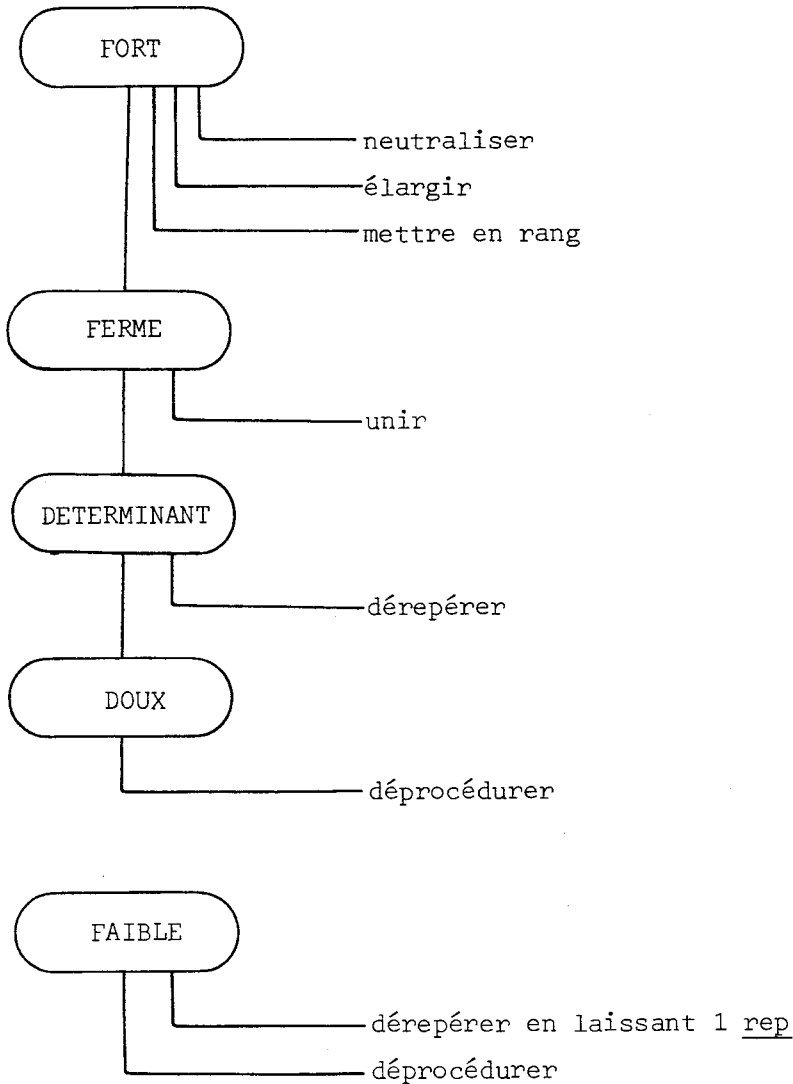 FORT
neutraliser
élargir
mettre en rang
FERME
unir
DETERMINANT
dérepérer
DOUX
déprocédurer
FAIBLE
dérepérer en laissant 1 rep
déprocédurer